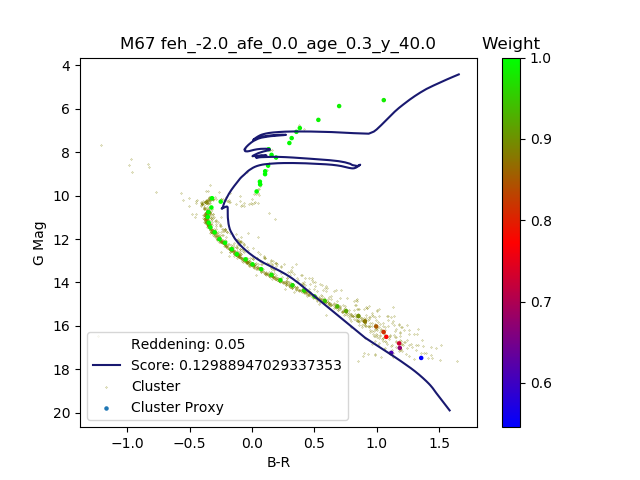 M67 feh_-2.0_afe_0.0_age_0.3_y_40.0
Weight
4
6
8
10
12
14
16
18
20
G Mag
−1.0
−0.5
0.0
0.5
1.0
1.5
B-R
Reddening: 0.05
Score: 0.12988947029337353
Cluster
Cluster Proxy
1.0
0.9
0.8
0.7
0.6